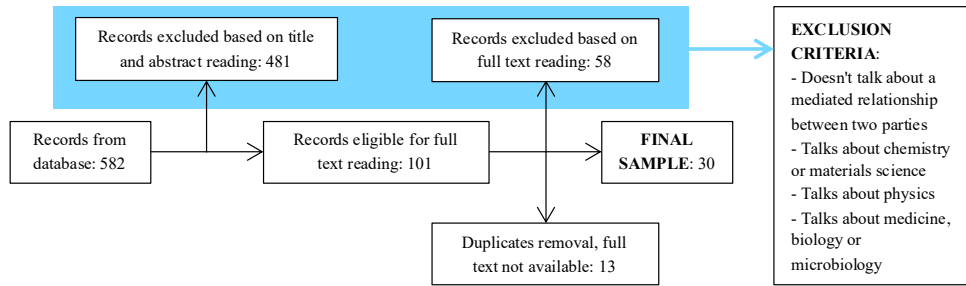 Records excluded based on title
and abstract reading: 481
Records excluded based on
full text reading: 58
Records from
database: 582
Records eligible for full
text reading: 101
FINAL
SAMPLE: 30
Duplicates removal, full
text not available: 13
EXCLUSION
CRITERIA:
- Doesn't talk about a
mediated relationship
between two parties
- Talks about chemistry
or materials science
- Talks about physics
- Talks about medicine,
biology or
microbiology